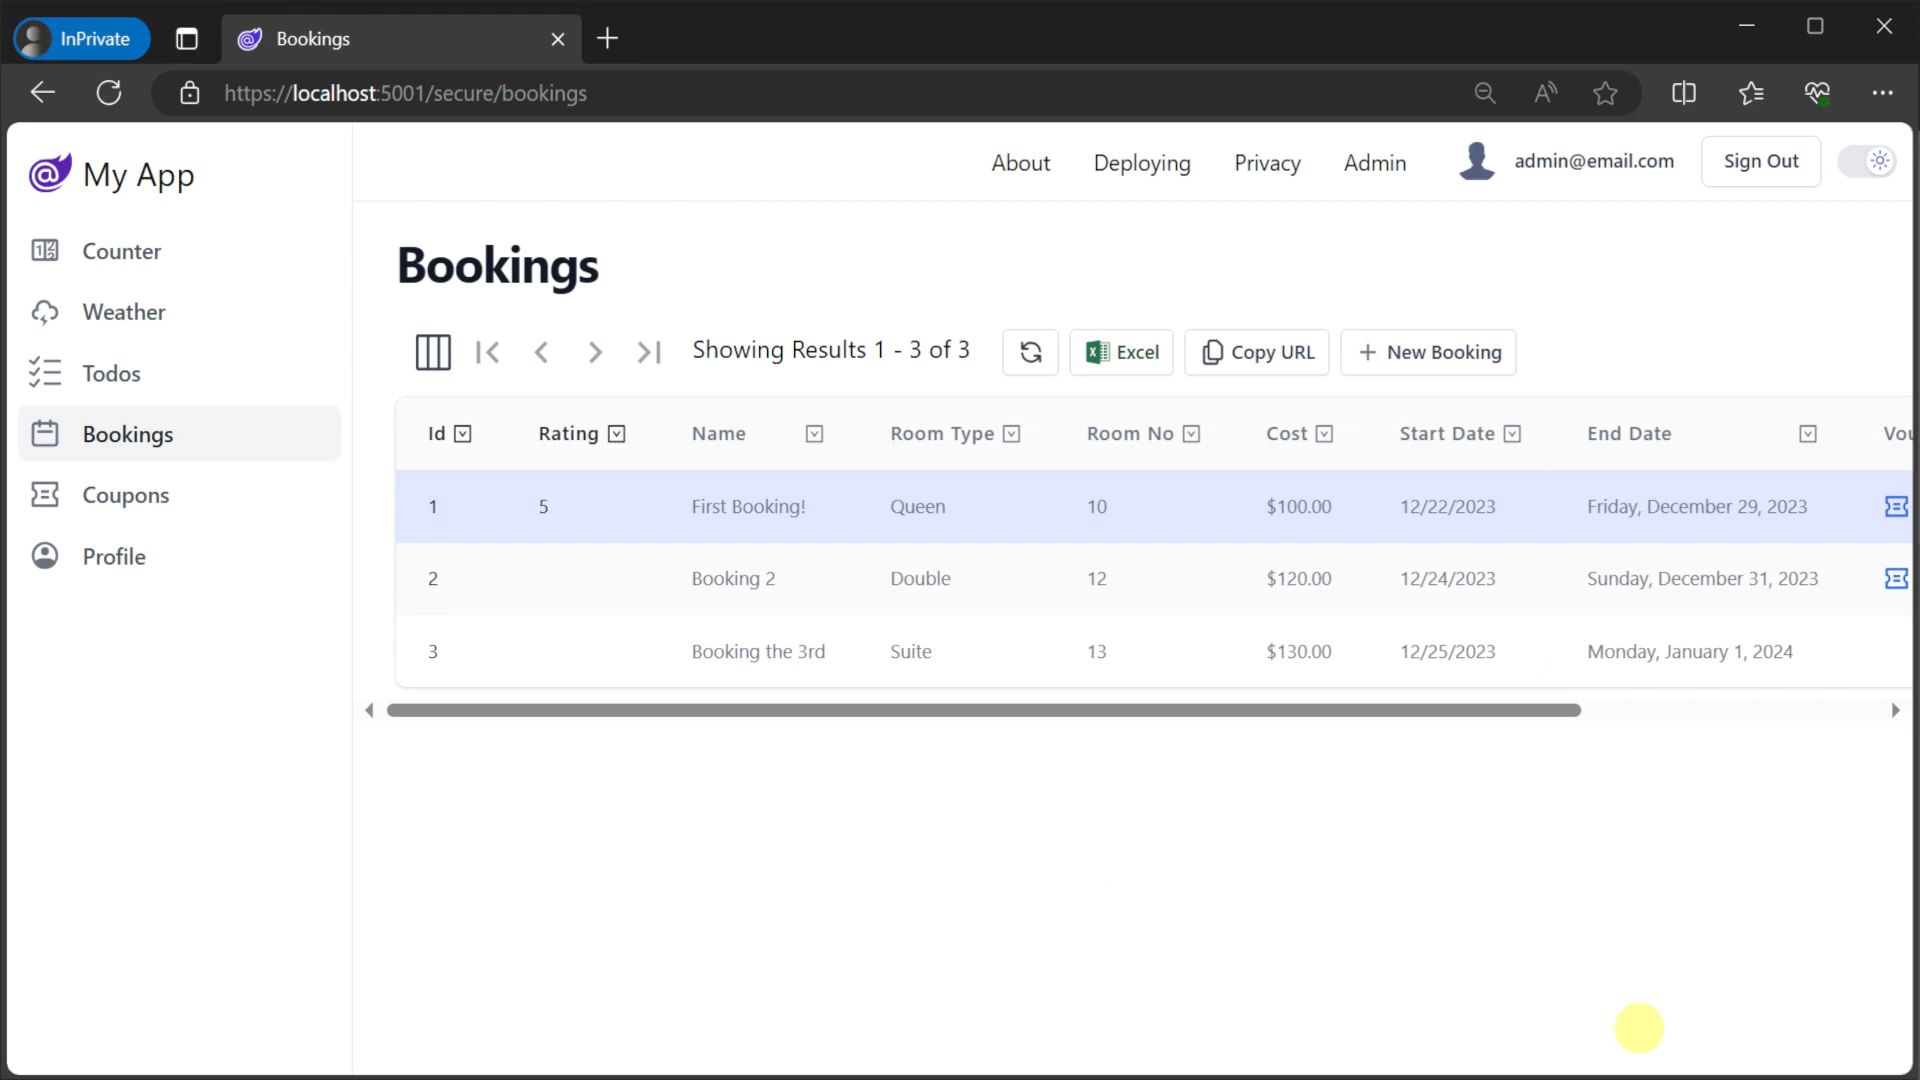 InPrivate
Bookings
https://localhost:5001/secure/bookings
My App
About Deploying Privacy Admin admin@email.com Sign Out
Counter
Weather
Todos
Bookings
Coupons
Profile
Bookings
Showing Results 1 - 3 of 3 Excel Copy URL New Booking
Id Rating Name Room Type Room No Cost Start Date End Date Vou
1 5 First Booking! Queen 10 $100.00 12/22/2023 Friday, December 29, 2023
2 Booking 2 Double 12 $120.00 12/24/2023 Sunday, December 31, 2023
3 Booking the 3rd Suite 13 $130.00 12/25/2023 Monday, January 1, 2024